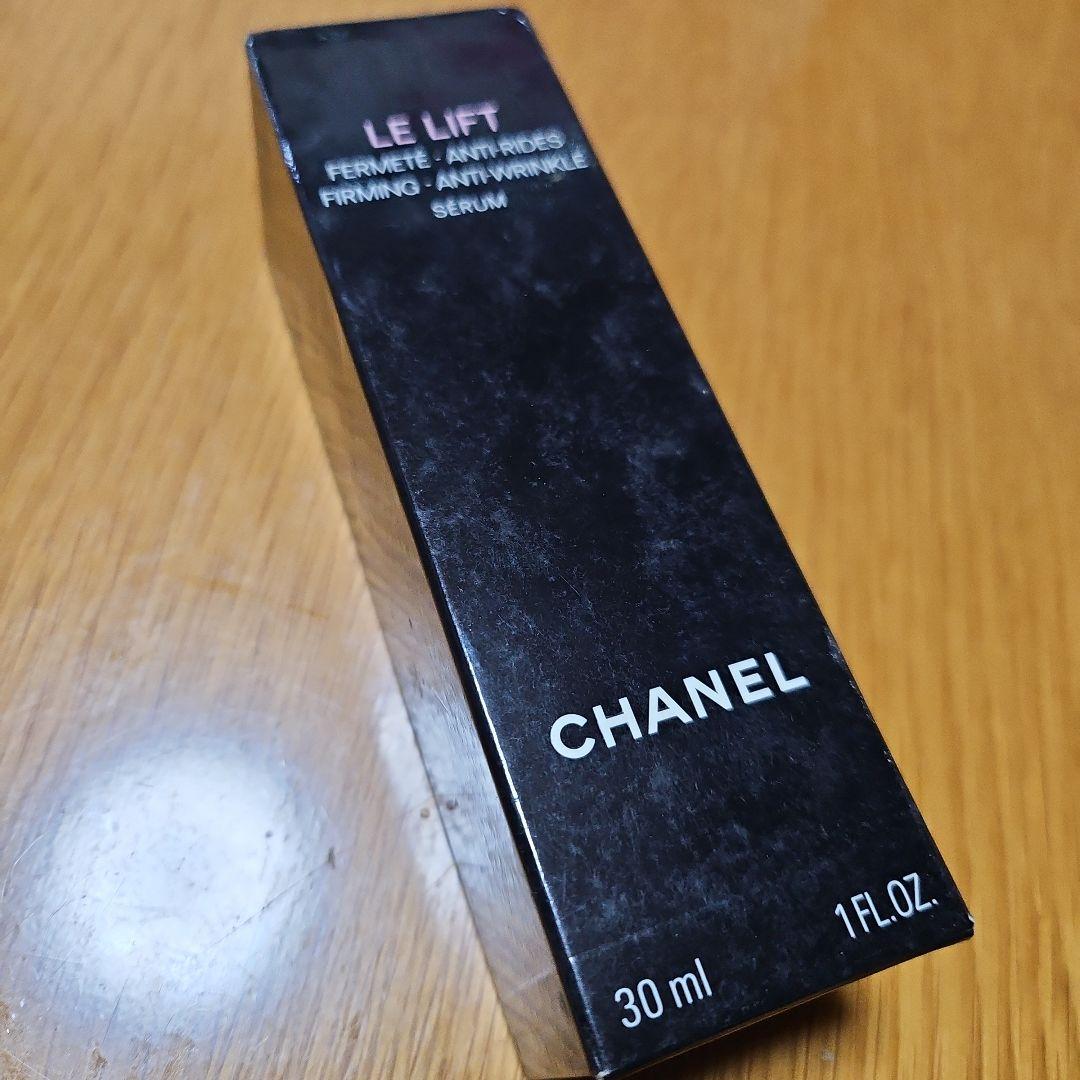 LE LIFT
FERMETÉ · ANTI-RIDES
FIRMING · ANTI-WRINKLE
SÉRUM
CHANEL
30 ml 1 FL.OZ.